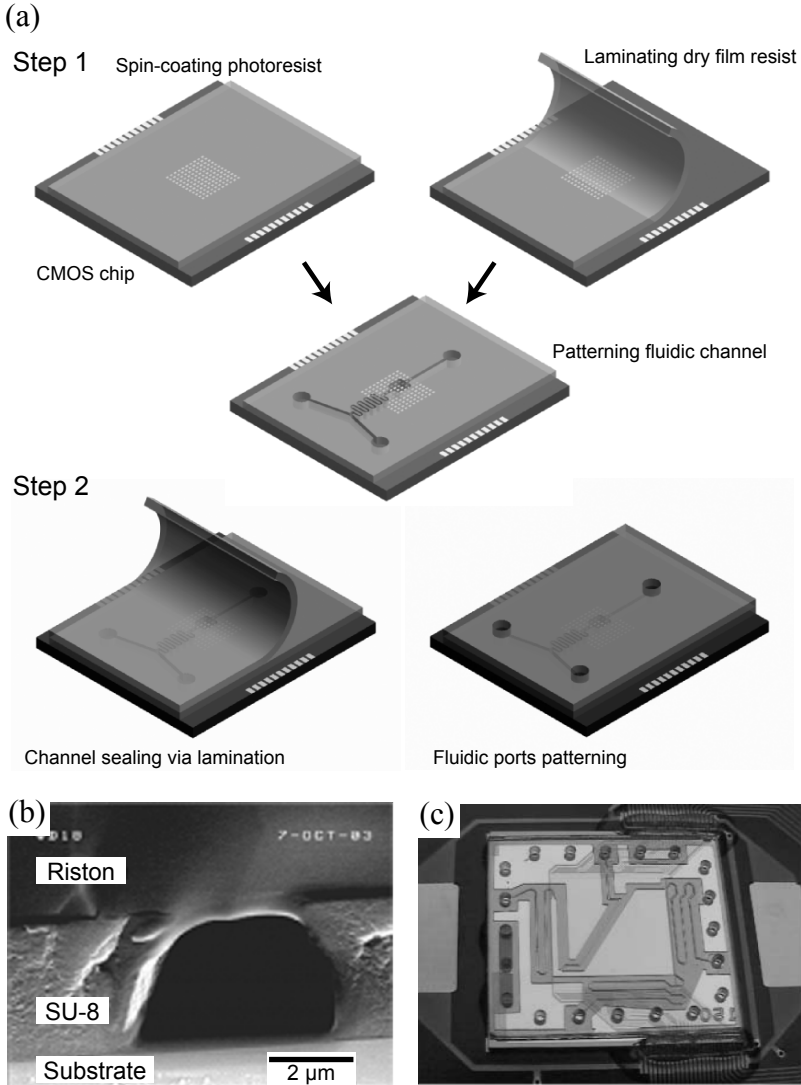 (a)
Step 1
Spin-coating photoresist
Laminating dry film resist
CMOS chip
Patterning fluidic channel
Step 2
Channel sealing via lamination
Fluidic ports patterning
(b)
7-OCT-03
Riston
SU-8
Substrate
2 μm
(c)